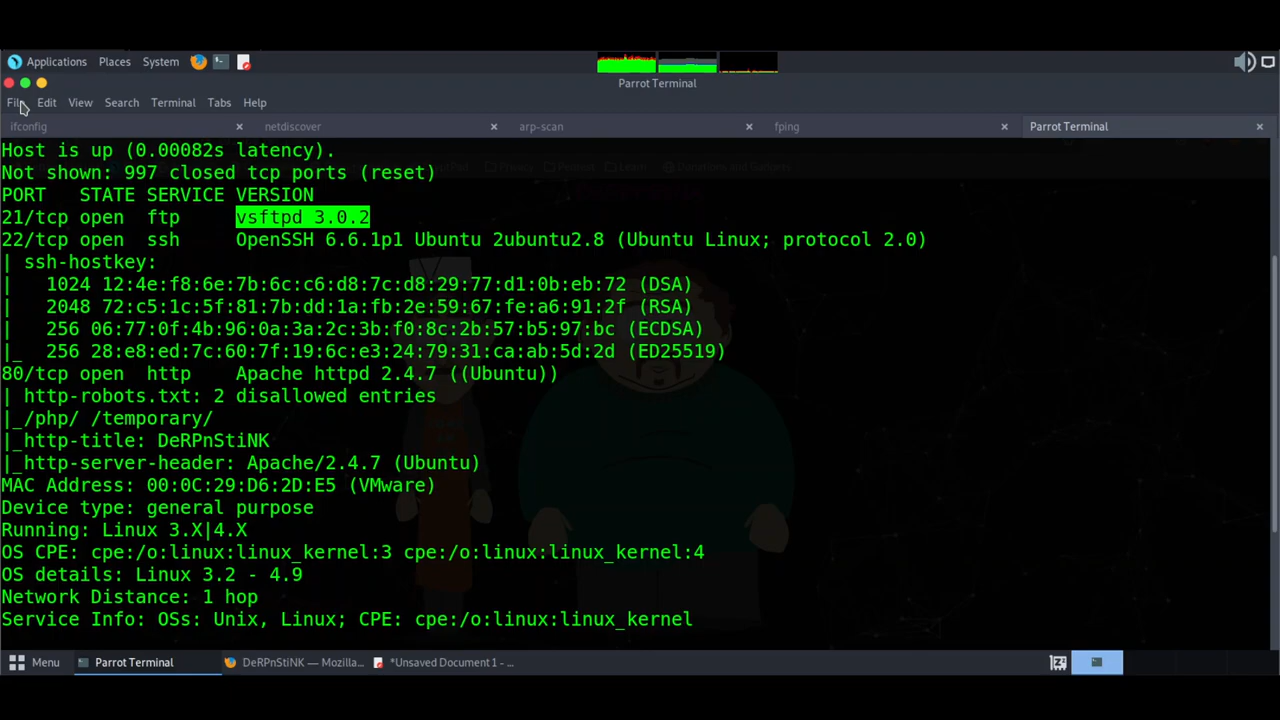 Applications Places System
Parrot Terminal
File Edit View Search Terminal Tabs Help
ifconfig × netdiscover × arp-scan × fping × Parrot Terminal ×
Host is up (0.00082s latency).
Not shown: 997 closed tcp ports (reset)
PORT STATE SERVICE VERSION
21/tcp open ftp vsftpd 3.0.2
22/tcp open ssh OpenSSH 6.6.1p1 Ubuntu 2ubuntu2.8 (Ubuntu Linux; protocol 2.0)
| ssh-hostkey:
| 1024 12:4e:f8:6e:7b:6c:c6:d8:7c:d8:29:77:d1:0b:eb:72 (DSA)
| 2048 72:c5:1c:5f:81:7b:dd:1a:fb:2e:59:67:fe:a6:91:2f (RSA)
| 256 06:77:0f:4b:96:0a:3a:2c:3b:f0:8c:2b:57:b5:97:bc (ECDSA)
|_ 256 28:e8:ed:7c:60:7f:19:6c:e3:24:79:31:ca:ab:5d:2d (ED25519)
80/tcp open http Apache httpd 2.4.7 ((Ubuntu))
| http-robots.txt: 2 disallowed entries
|_/php/ /temporary/
|_http-title: DeRPnStiNK
|_http-server-header: Apache/2.4.7 (Ubuntu)
MAC Address: 00:0C:29:D6:2D:E5 (VMware)
Device type: general purpose
Running: Linux 3.X|4.X
OS CPE: cpe:/o:linux:linux_kernel:3 cpe:/o:linux:linux_kernel:4
OS details: Linux 3.2 - 4.9
Network Distance: 1 hop
Service Info: OSs: Unix, Linux; CPE: cpe:/o:linux:linux_kernel
Menu Parrot Terminal DeRPnStiNK — Mozilla... *Unsaved Document 1 - ...